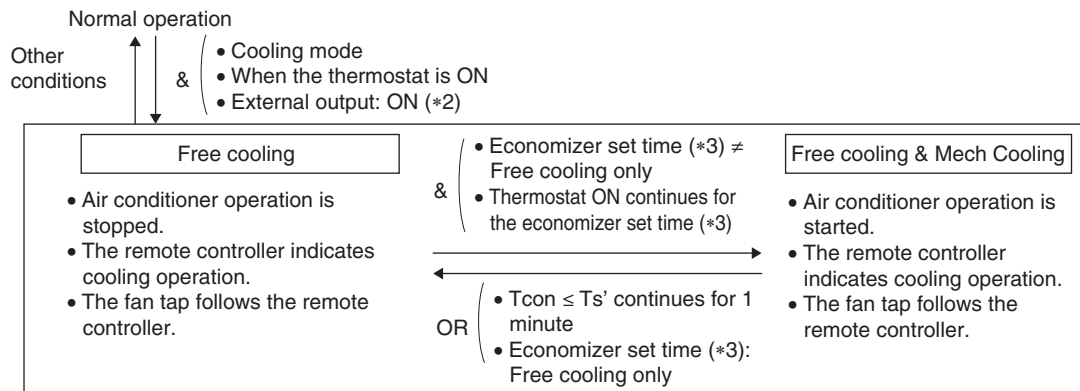 Normal operation
Other
conditions
&
• Cooling mode
• When the thermostat is ON
• External output: ON (*2)
Free cooling
• Air conditioner operation is
stopped.
• The remote controller indicates
cooling operation.
• The fan tap follows the remote
controller.
&
• Economizer set time (*3) ≠
Free cooling only
• Thermostat ON continues for
the economizer set time (*3)
OR
• Tcon ≤ Ts’ continues for 1
minute
• Economizer set time (*3):
Free cooling only
Free cooling & Mech Cooling
• Air conditioner operation is
started.
• The remote controller
indicates cooling operation.
• The fan tap follows the
remote controller.